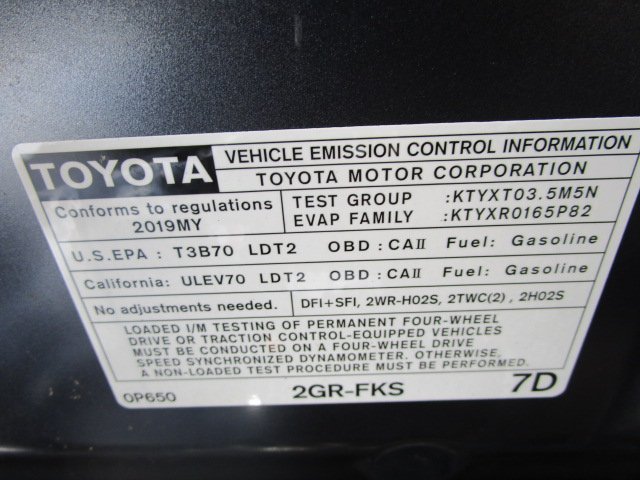 TOYOTA
VEHICLE EMISSION CONTROL INFORMATION
TOYOTA MOTOR CORPORATION
Conforms to regulations
2019MY
TEST GROUP :KTYXT03.5M5N
EVAP FAMILY :KTYXR0165P82
U.S.EPA : T3B70 LDT2 OBD : CAII Fuel: Gasoline
California: ULEV70 LDT2 OBD : CAII Fuel: Gasoline
No adjustments needed.
DFI+SFI, 2WR-H02S, 2TWC(2) , 2H02S
LOADED I/M TESTING OF PERMANENT FOUR-WHEEL
DRIVE OR TRACTION CONTROL-EQUIPPED VEHICLES
MUST BE CONDUCTED ON A FOUR-WHEEL DRIVE
SPEED SYNCHRONIZED DYNAMOMETER. OTHERWISE,
A NON-LOADED TEST PROCEDURE MUST BE PERFORMED.
0P650
2GR-FKS
7D